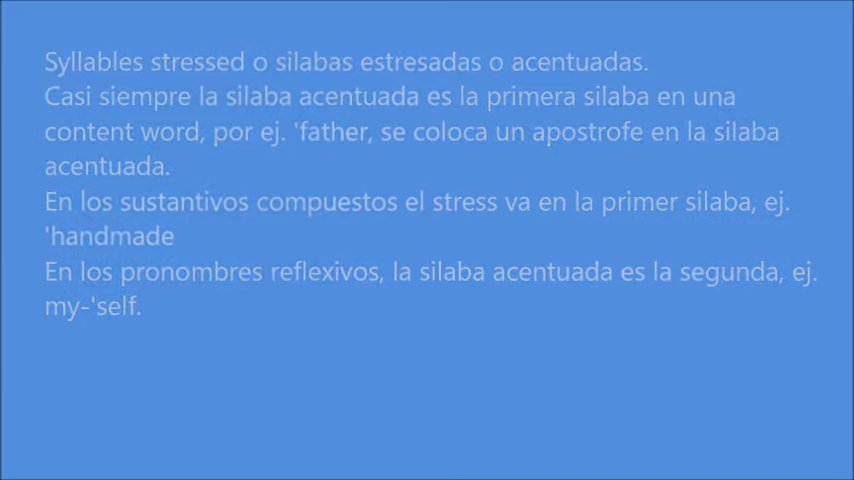 Syllables stressed o silabas estresadas o acentuadas.
Casi siempre la silaba acentuada es la primera silaba en una
content word, por ej. 'father, se coloca un apostrofe en la silaba
acentuada.
En los sustantivos compuestos el stress va en la primer silaba, ej.
'handmade
En los pronombres reflexivos, la silaba acentuada es la segunda, ej.
my-'self.